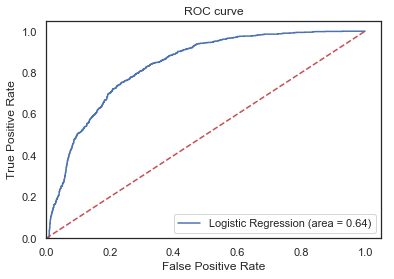 ROC curve
True Positive Rate
1.0
0.8
0.6
0.4
0.2
0.0
Logistic Regression (area = 0.64)
0.0 0.2 0.4 0.6 0.8 1.0
False Positive Rate